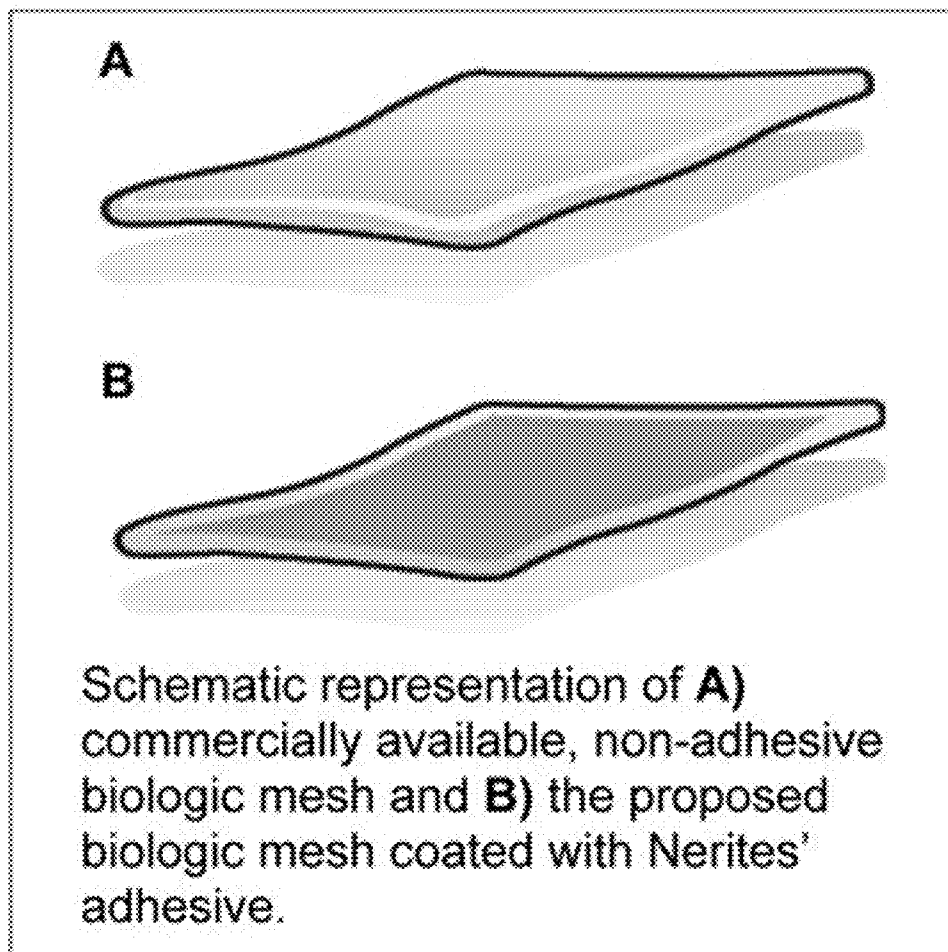 A
B
Schematic representation of A)
commercially available, non-adhesive
biologic mesh and B) the proposed
biologic mesh coated with Nerites'
adhesive.